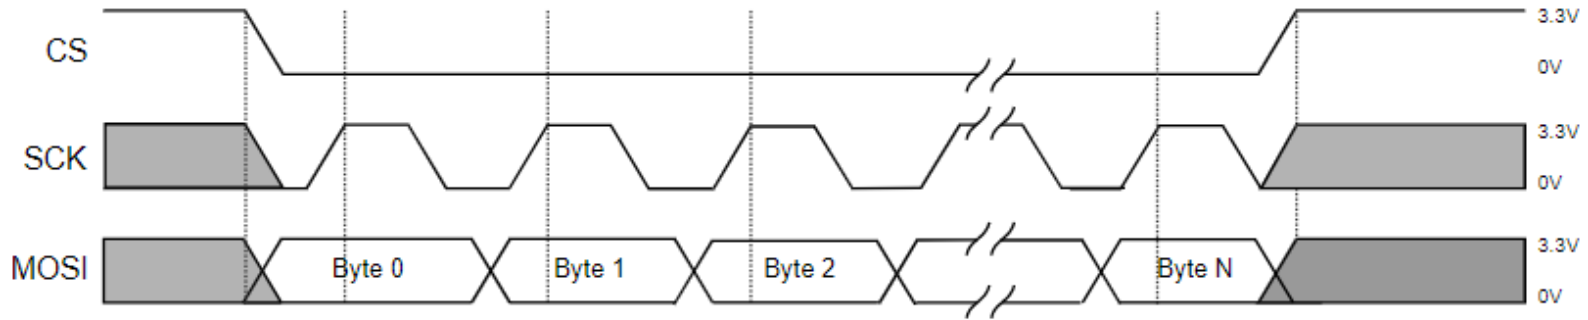 CS
3.3V
0V
SCK
3.3V
0V
MOSI
Byte 0
Byte 1
Byte 2
Byte N
3.3V
0V